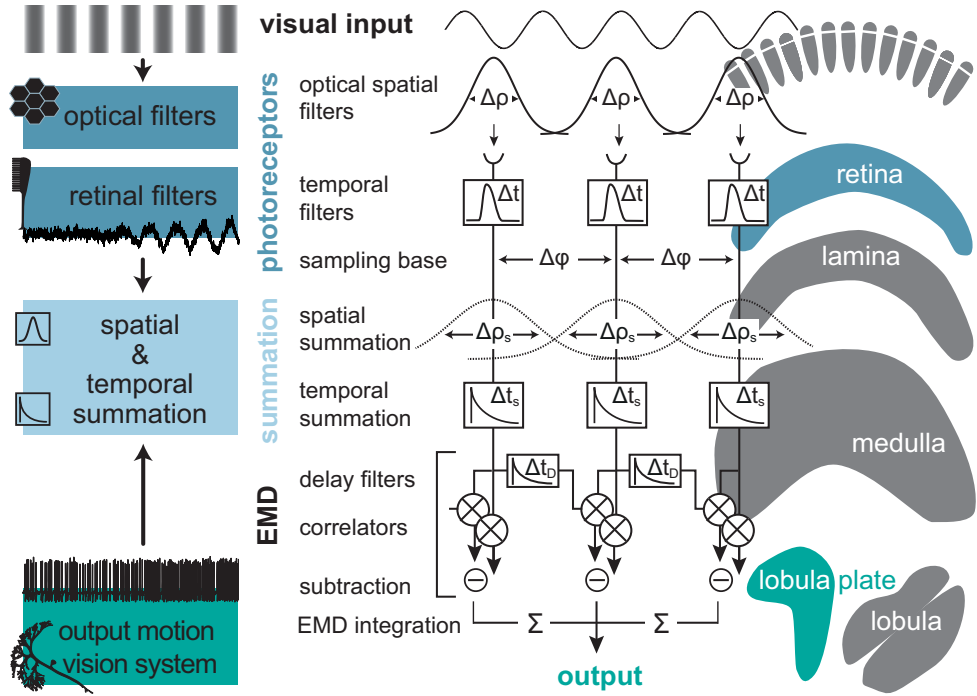 visual input
optical filters
retinal filters
spatial
&
temporal
summation
output motion
vision system
photoreceptors
summation
EMD
optical spatial
filters
Δρ
Δρ
Δρ
temporal
filters
Δt
Δt
Δt
sampling base
Δφ
Δφ
spatial
summation
Δρs
Δρs
Δρs
temporal
summation
Δts
Δts
Δts
delay filters
ΔtD
ΔtD
correlators
subtraction
EMD integration
Σ
Σ
output
retina
lamina
medulla
lobula plate
lobula